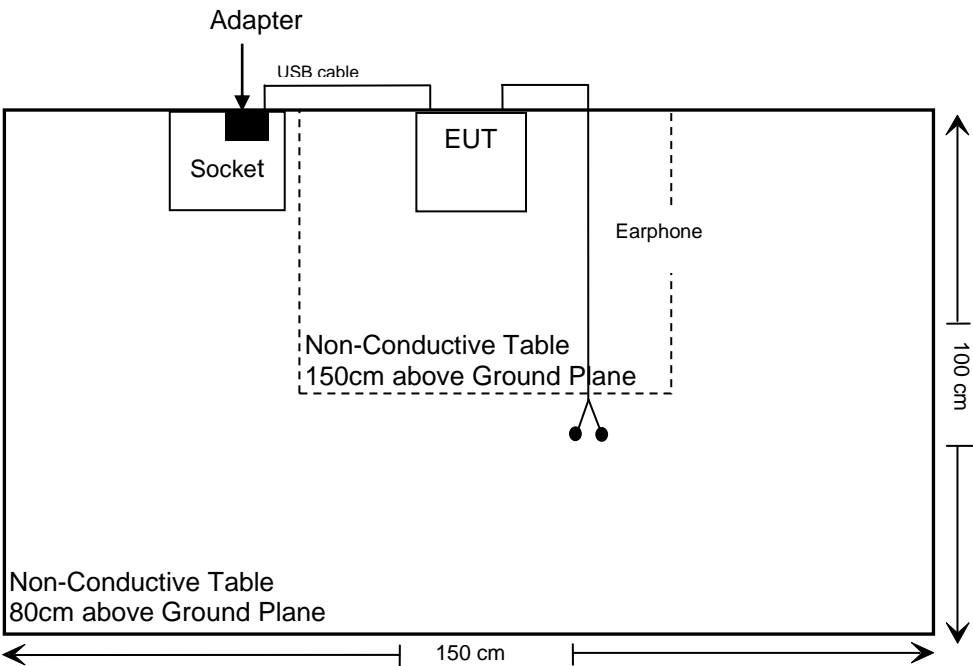 Adapter
USB cable
EUT
Socket
Earphone
Non-Conductive Table
150cm above Ground Plane
100 cm
Non-Conductive Table
80cm above Ground Plane
150 cm